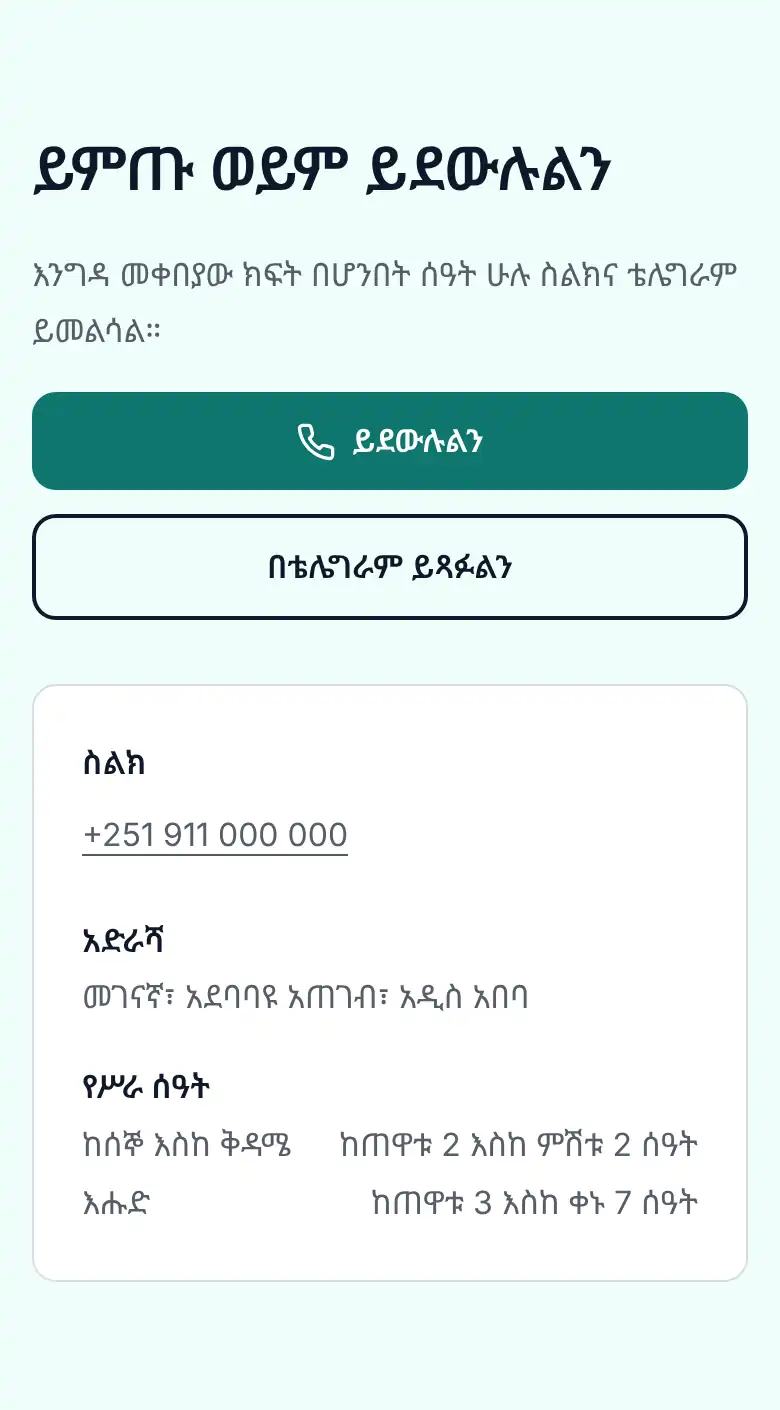 ይምጡ ወይም ይደውሉልን
እንግዳ መቀበያው ክፍት በሆንበት ሰዓት ሁሉ ስልክና ቴሌግራም
ይመልሳል።
ይደውሉልን
በቴሌግራም ይጻፉልን
ስልክ
+251 911 000 000
አድራሻ
መገናኛ፣ አደባባዩ አጠገብ፣ አዲስ አበባ
የሥራ ሰዓት
ከሰኞ እስከ ቅዳሜ ከጠዋቱ 2 እስከ ምሽቱ 2 ሰዓት
እሑድ ከጠዋቱ 3 እስከ ቀኑ 7 ሰዓት